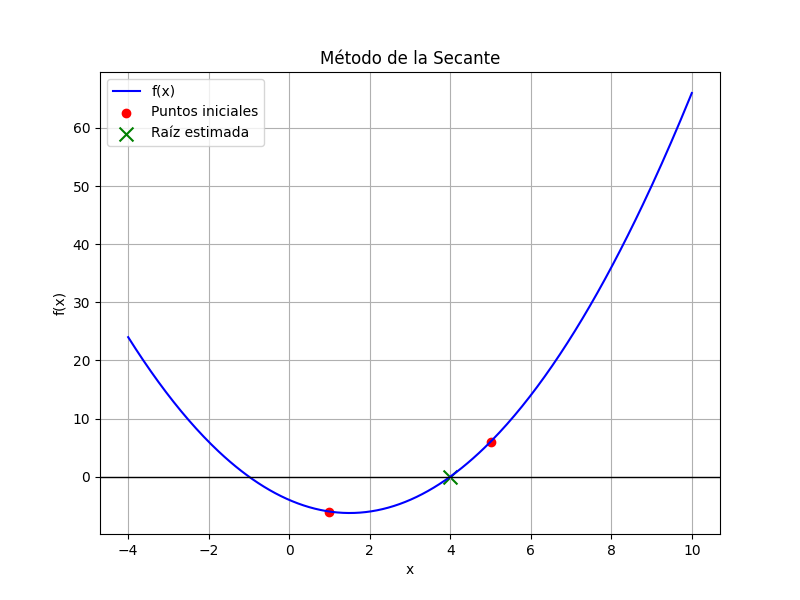 Método de la Secante
f(x)
Puntos iniciales
Raíz estimada
60
50
40
30
20
10
0
f(x)
−4
−2
0
2
4
6
8
10
x